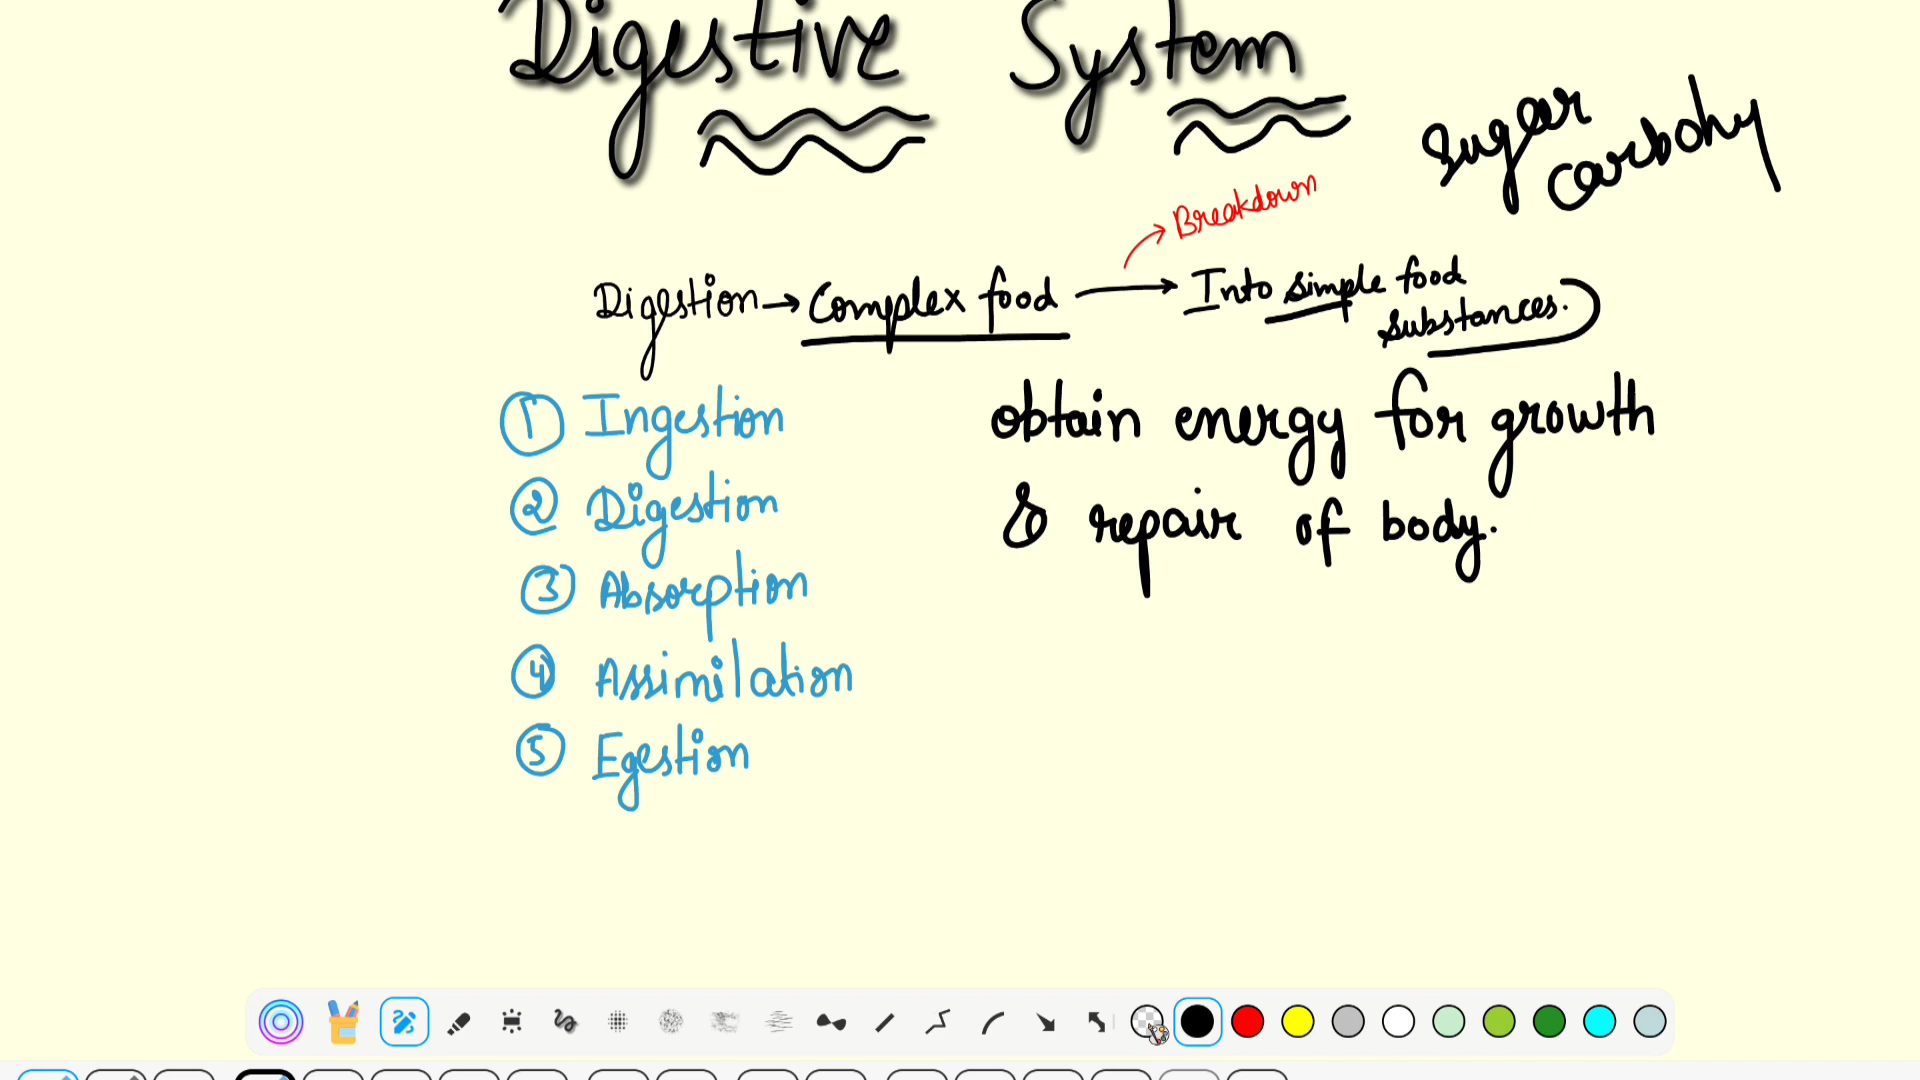 Digestive System
Sugar
carbohy
Breakdown
Digestion → Complex food → Into simple food
substances.
① Ingestion
② Digestion
③ Absorption
④ Assimilation
⑤ Egestion
obtain energy for growth
& repair of body.